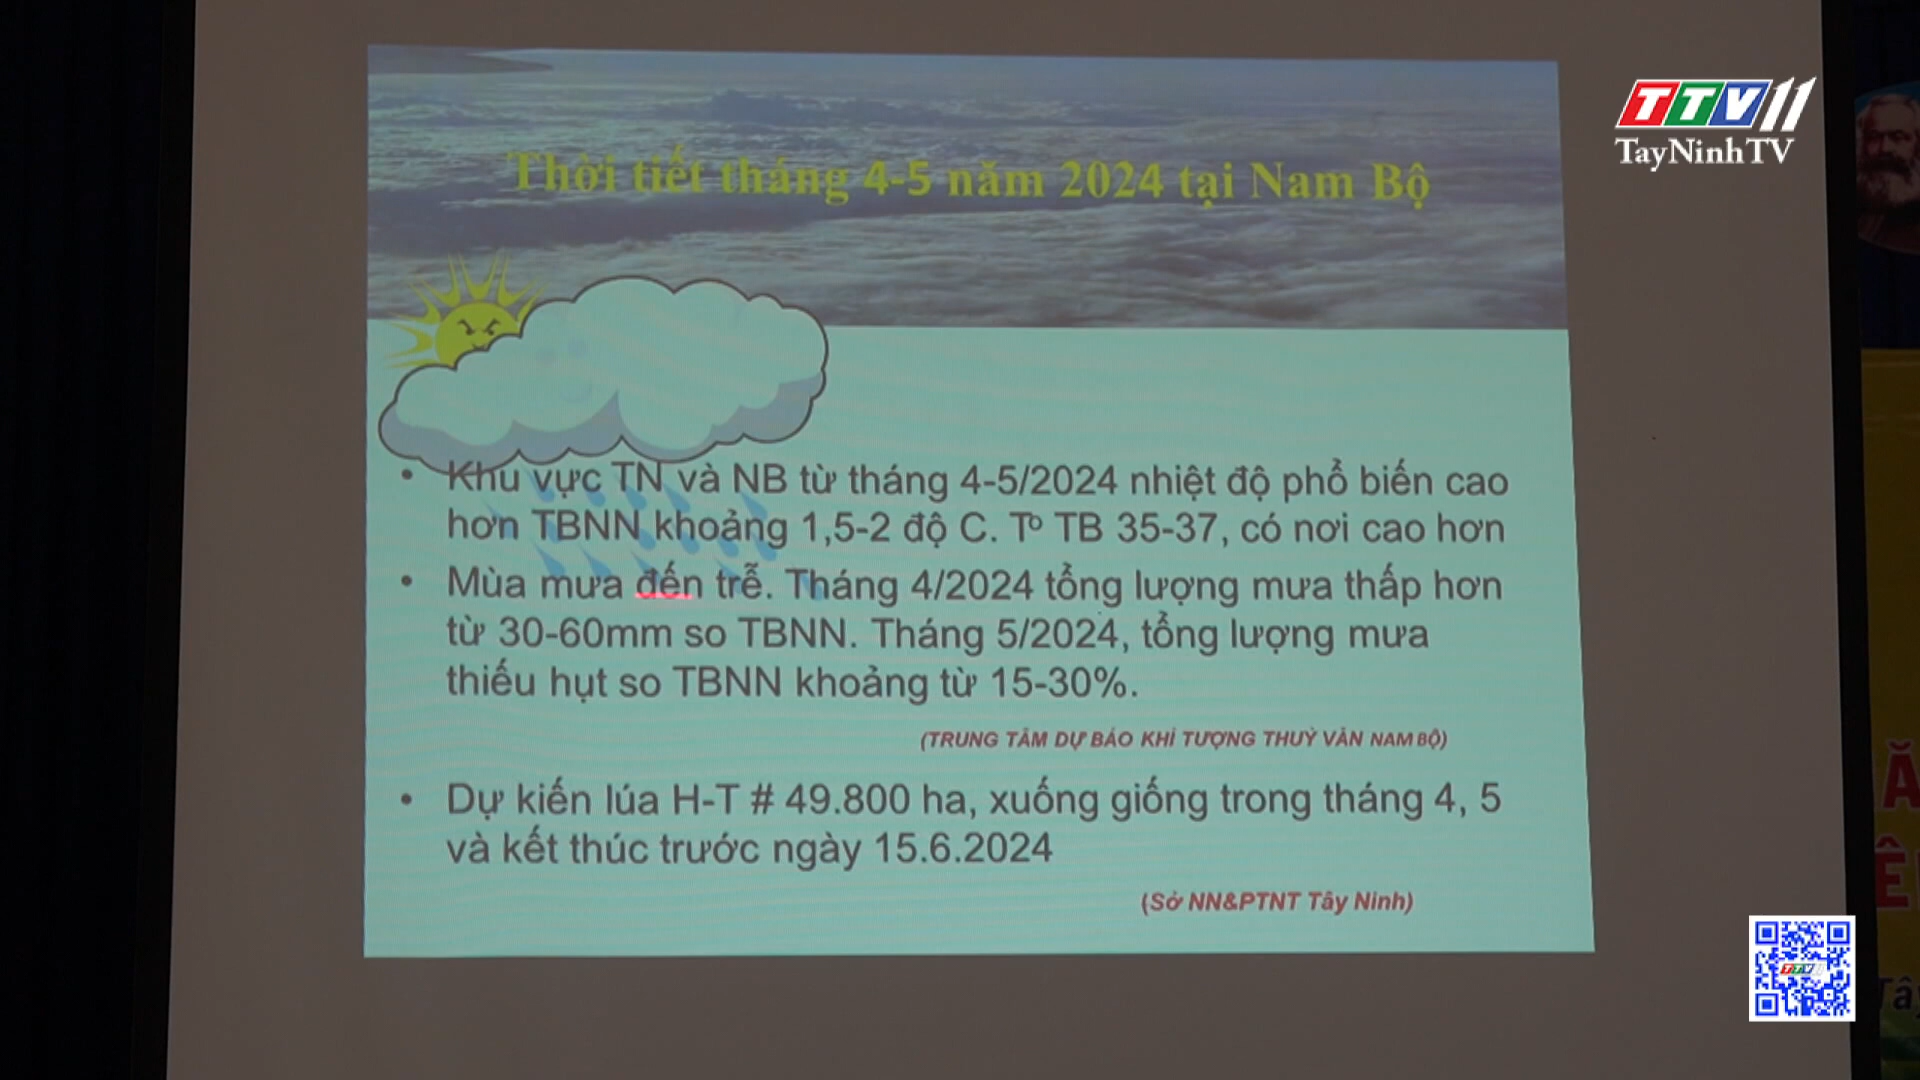 TTV11
TayNinhTV
Thời tiết tháng 4-5 năm 2024 tại Nam Bộ
• Khu vực TN và NB từ tháng 4-5/2024 nhiệt độ phổ biến cao
hơn TBNN khoảng 1,5-2 độ C. Tº TB 35-37, có nơi cao hơn
• Mùa mưa đến trễ. Tháng 4/2024 tổng lượng mưa thấp hơn
từ 30-60mm so TBNN. Tháng 5/2024, tổng lượng mưa
thiếu hụt so TBNN khoảng từ 15-30%.
(TRUNG TÂM DỰ BÁO KHÍ TƯỢNG THUỶ VĂN NAM BỘ)
• Dự kiến lúa H-T # 49.800 ha, xuống giống trong tháng 4, 5
và kết thúc trước ngày 15.6.2024
(Sở NN&PTNT Tây Ninh)
TTV11